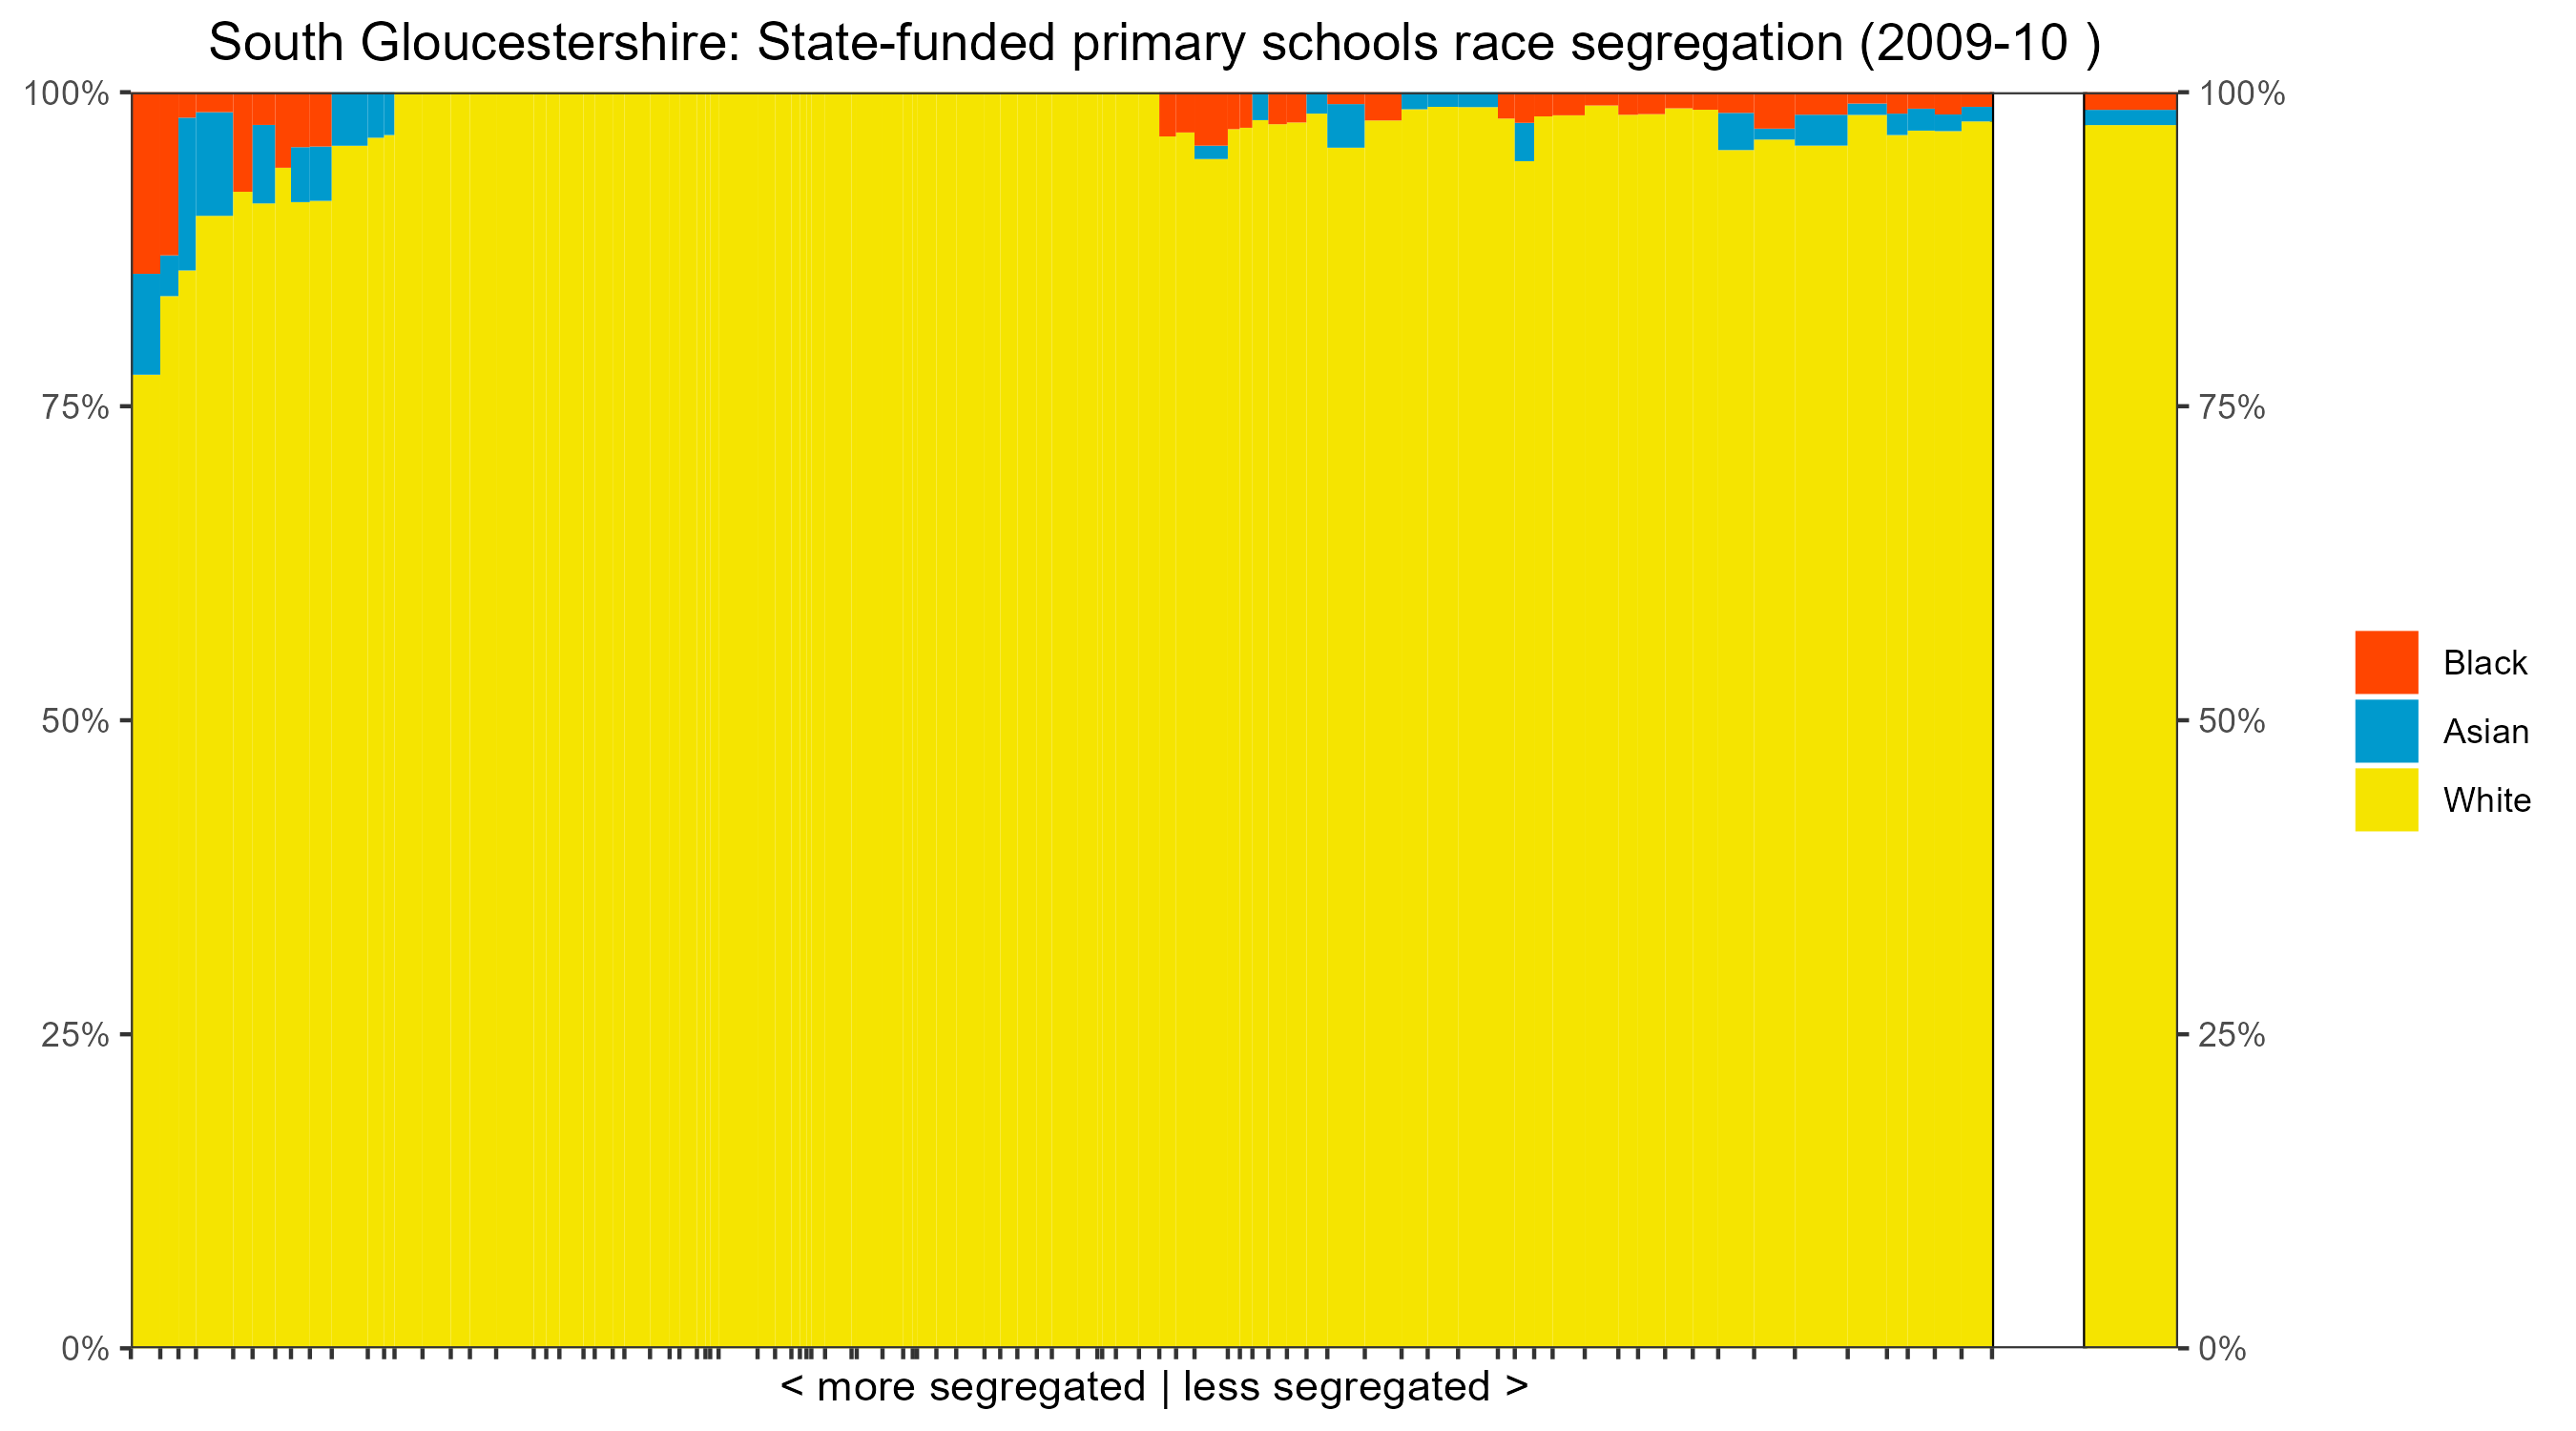 South Gloucestershire: State-funded primary schools race segregation (2009-10 )
100%
75%
50%
25%
0%
100%
75%
50%
25%
0%
Black
Asian
White
< more segregated | less segregated >